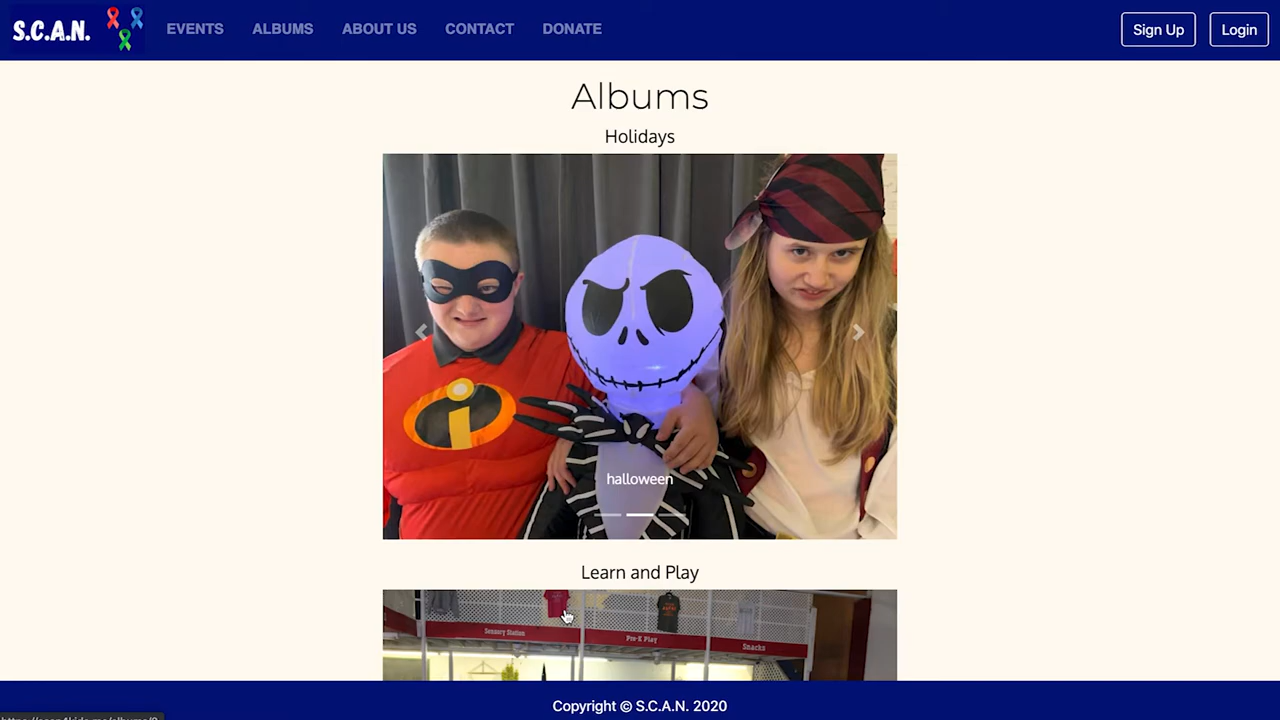 S.C.A.N.
EVENTS
ALBUMS
ABOUT US
CONTACT
DONATE
Sign Up
Login
Albums
Holidays
i
halloween
Learn and Play
Sensory Station
Pre-K Play
Snacks
Copyright © S.C.A.N. 2020